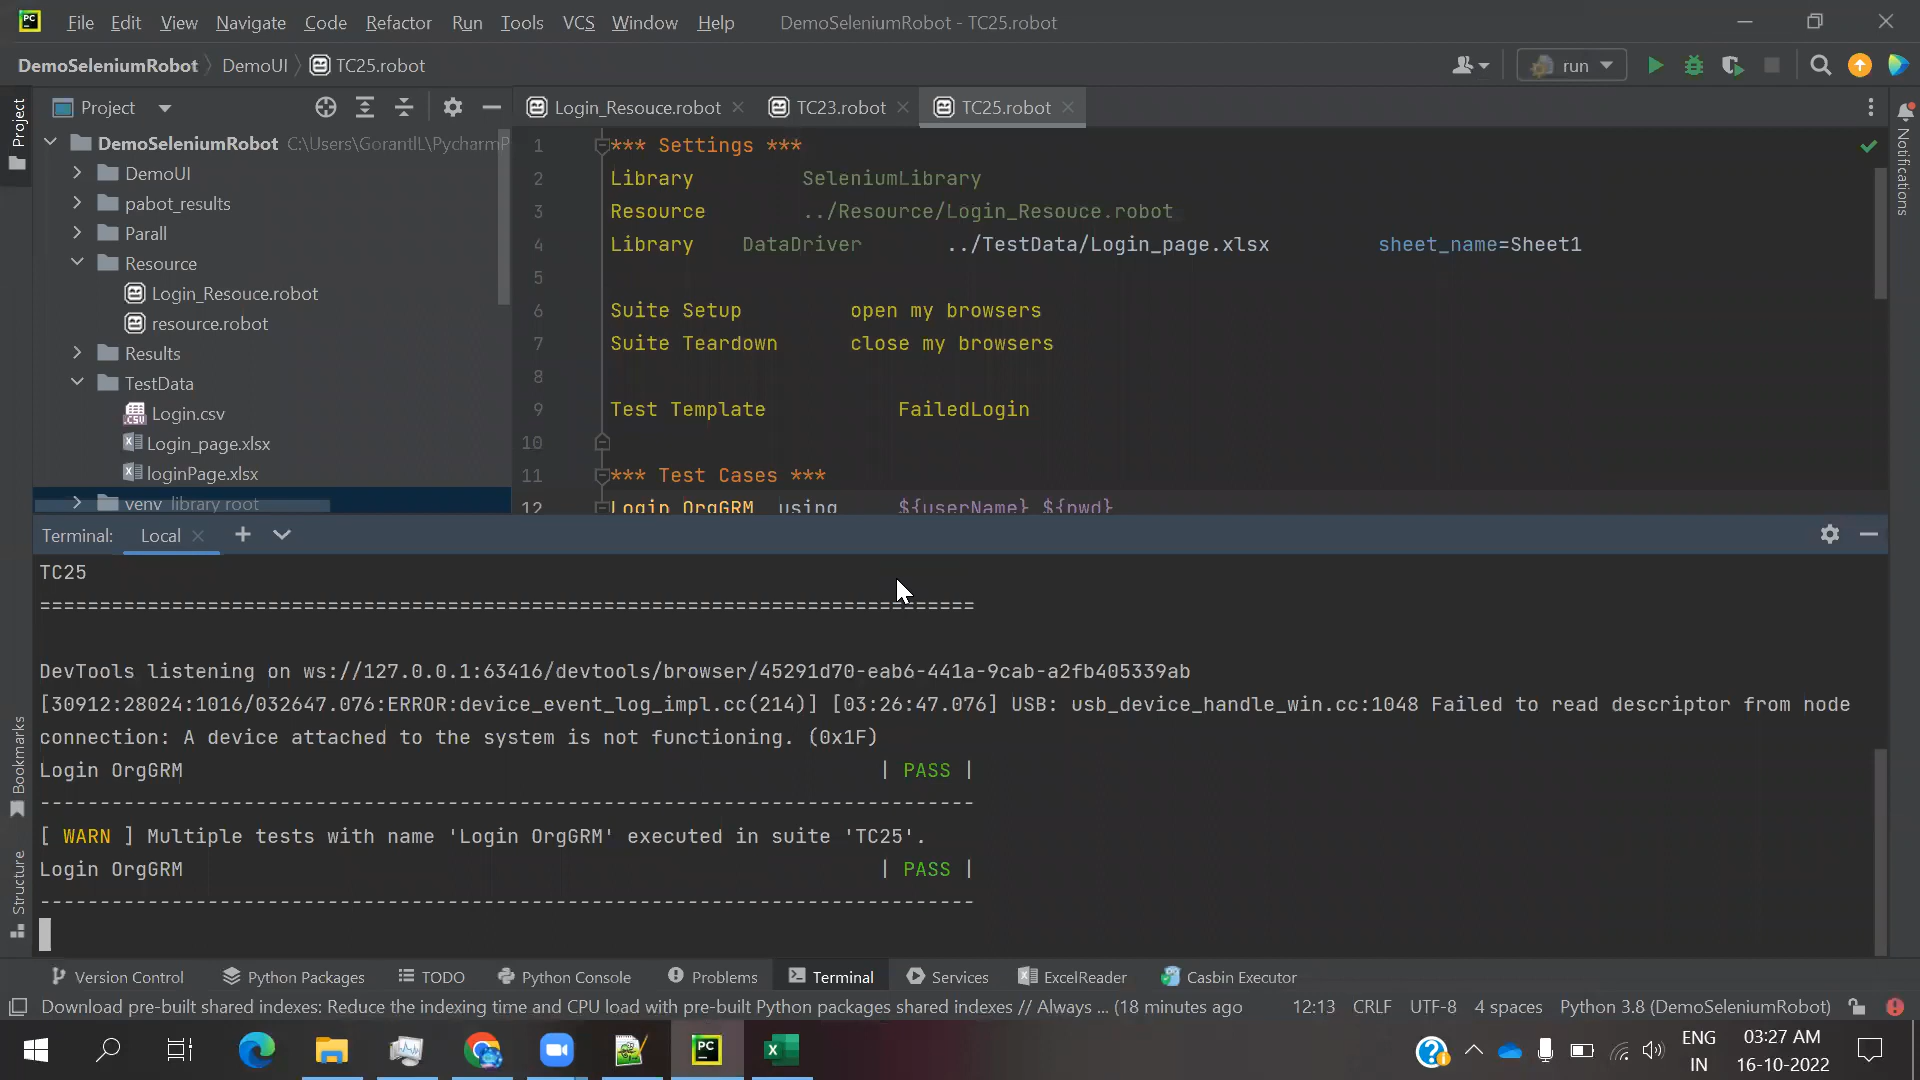 PC File Edit View Navigate Code Refactor Run Tools VCS Window Help DemoSeleniumRobot - TC25.robot
DemoSeleniumRobot DemoUI TC25.robot run
Project
Project
Login_Resouce.robot
TC23.robot
TC25.robot
Notifications
DemoSeleniumRobot C:\Users\Gorantll\PycharmP
DemoUI
pabot_results
Parall
Resource
Login_Resouce.robot
resource.robot
Results
TestData
Login.csv
Login_page.xlsx
loginPage.xlsx
venv library root
1 *** Settings ***
2 Library SeleniumLibrary
3 Resource ../Resource/Login_Resouce.robot
4 Library DataDriver ../TestData/Login_page.xlsx sheet_name=Sheet1
5
6 Suite Setup open my browsers
7 Suite Teardown close my browsers
8
9 Test Template FailedLogin
10
11 *** Test Cases ***
12 Login OrgGRM using ${userName} ${pwd}
Terminal: Local
TC25
==============================================================================
DevTools listening on ws://127.0.0.1:63416/devtools/browser/45291d70-eab6-441a-9cab-a2fb405339ab
[30912:28024:1016/032647.076:ERROR:device_event_log_impl.cc(214)] [03:26:47.076] USB: usb_device_handle_win.cc:1048 Failed to read descriptor from node
connection: A device attached to the system is not functioning. (0x1F)
Login OrgGRM | PASS |
------------------------------------------------------------------------------
[ WARN ] Multiple tests with name 'Login OrgGRM' executed in suite 'TC25'.
Login OrgGRM | PASS |
------------------------------------------------------------------------------
Bookmarks
Structure
Version Control Python Packages TODO Python Console Problems Terminal Services ExcelReader Casbin Executor
Download pre-built shared indexes: Reduce the indexing time and CPU load with pre-built Python packages shared indexes // Always ... (18 minutes ago 12:13 CRLF UTF-8 4 spaces Python 3.8 (DemoSeleniumRobot)
ENG
IN
03:27 AM
16-10-2022